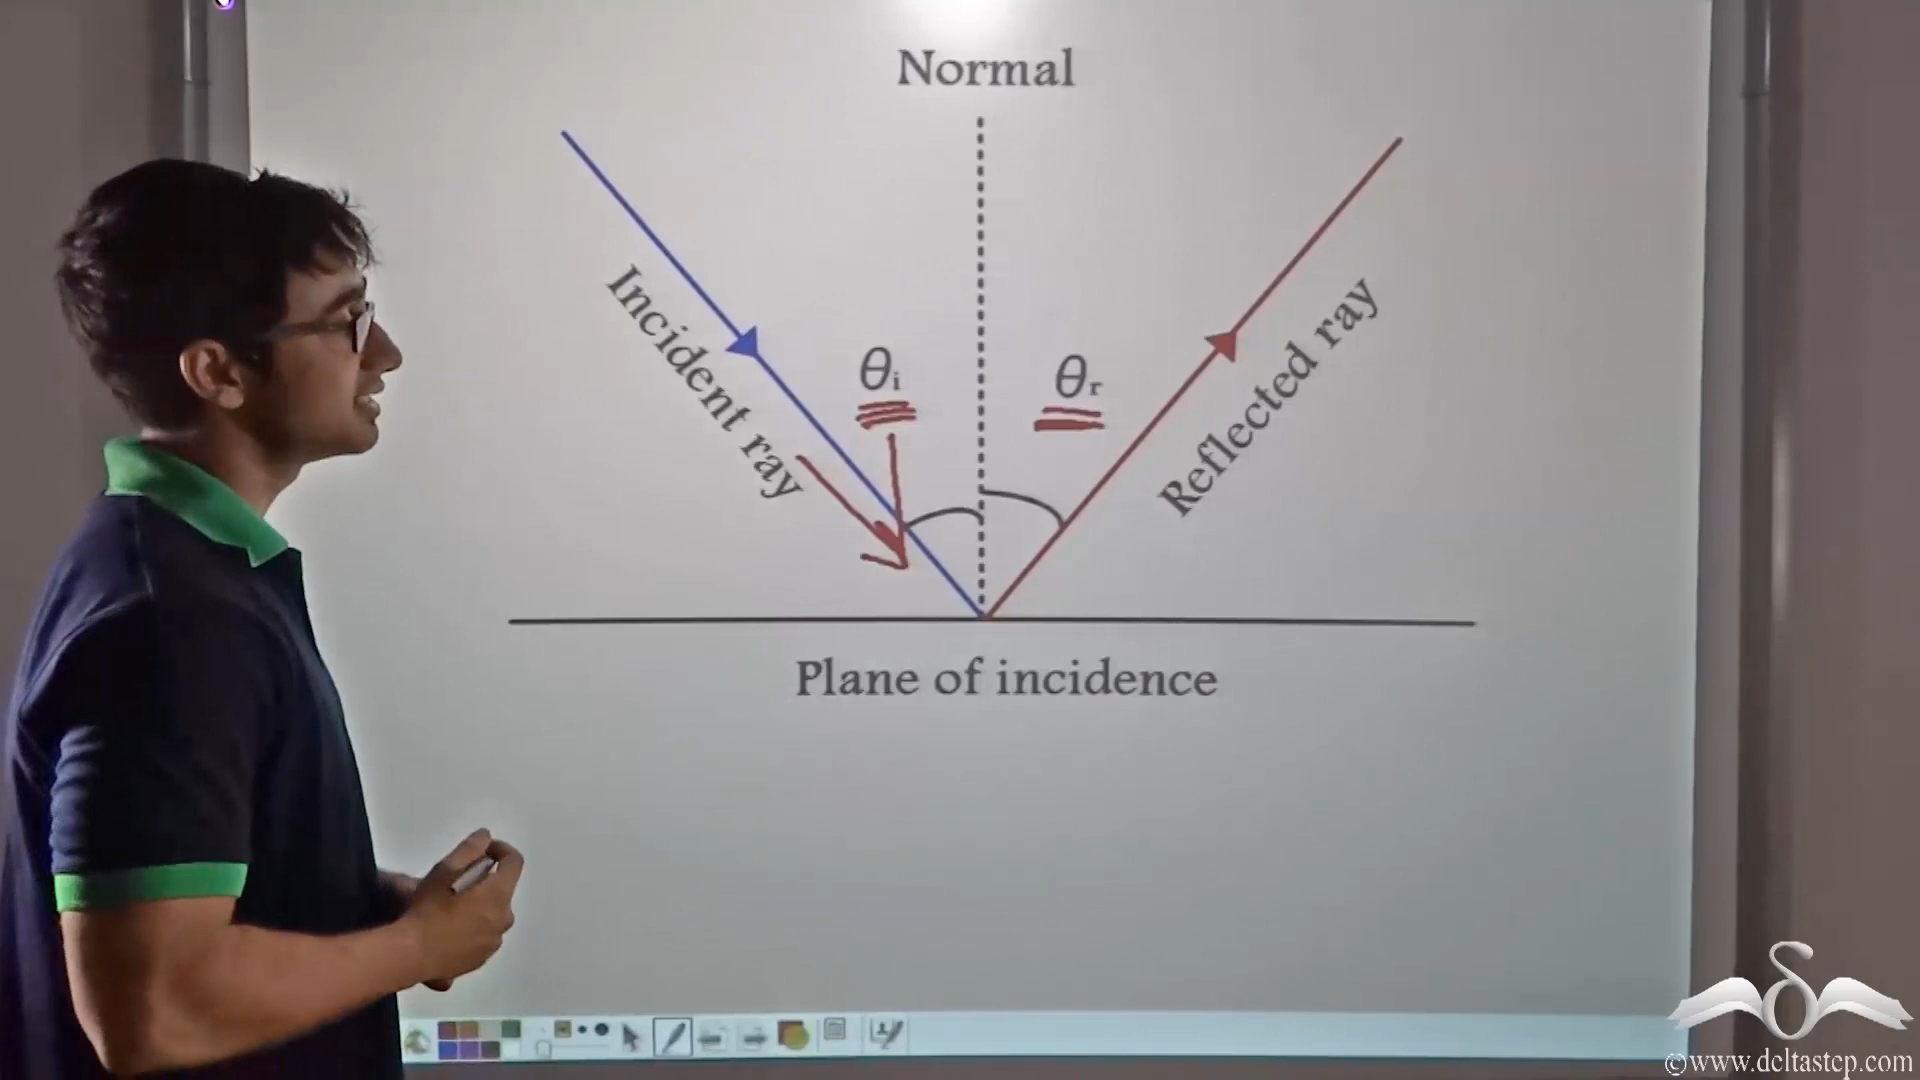 Normal
Incident ray
θi
θr
Reflected ray
Plane of incidence
©www.deltastep.com